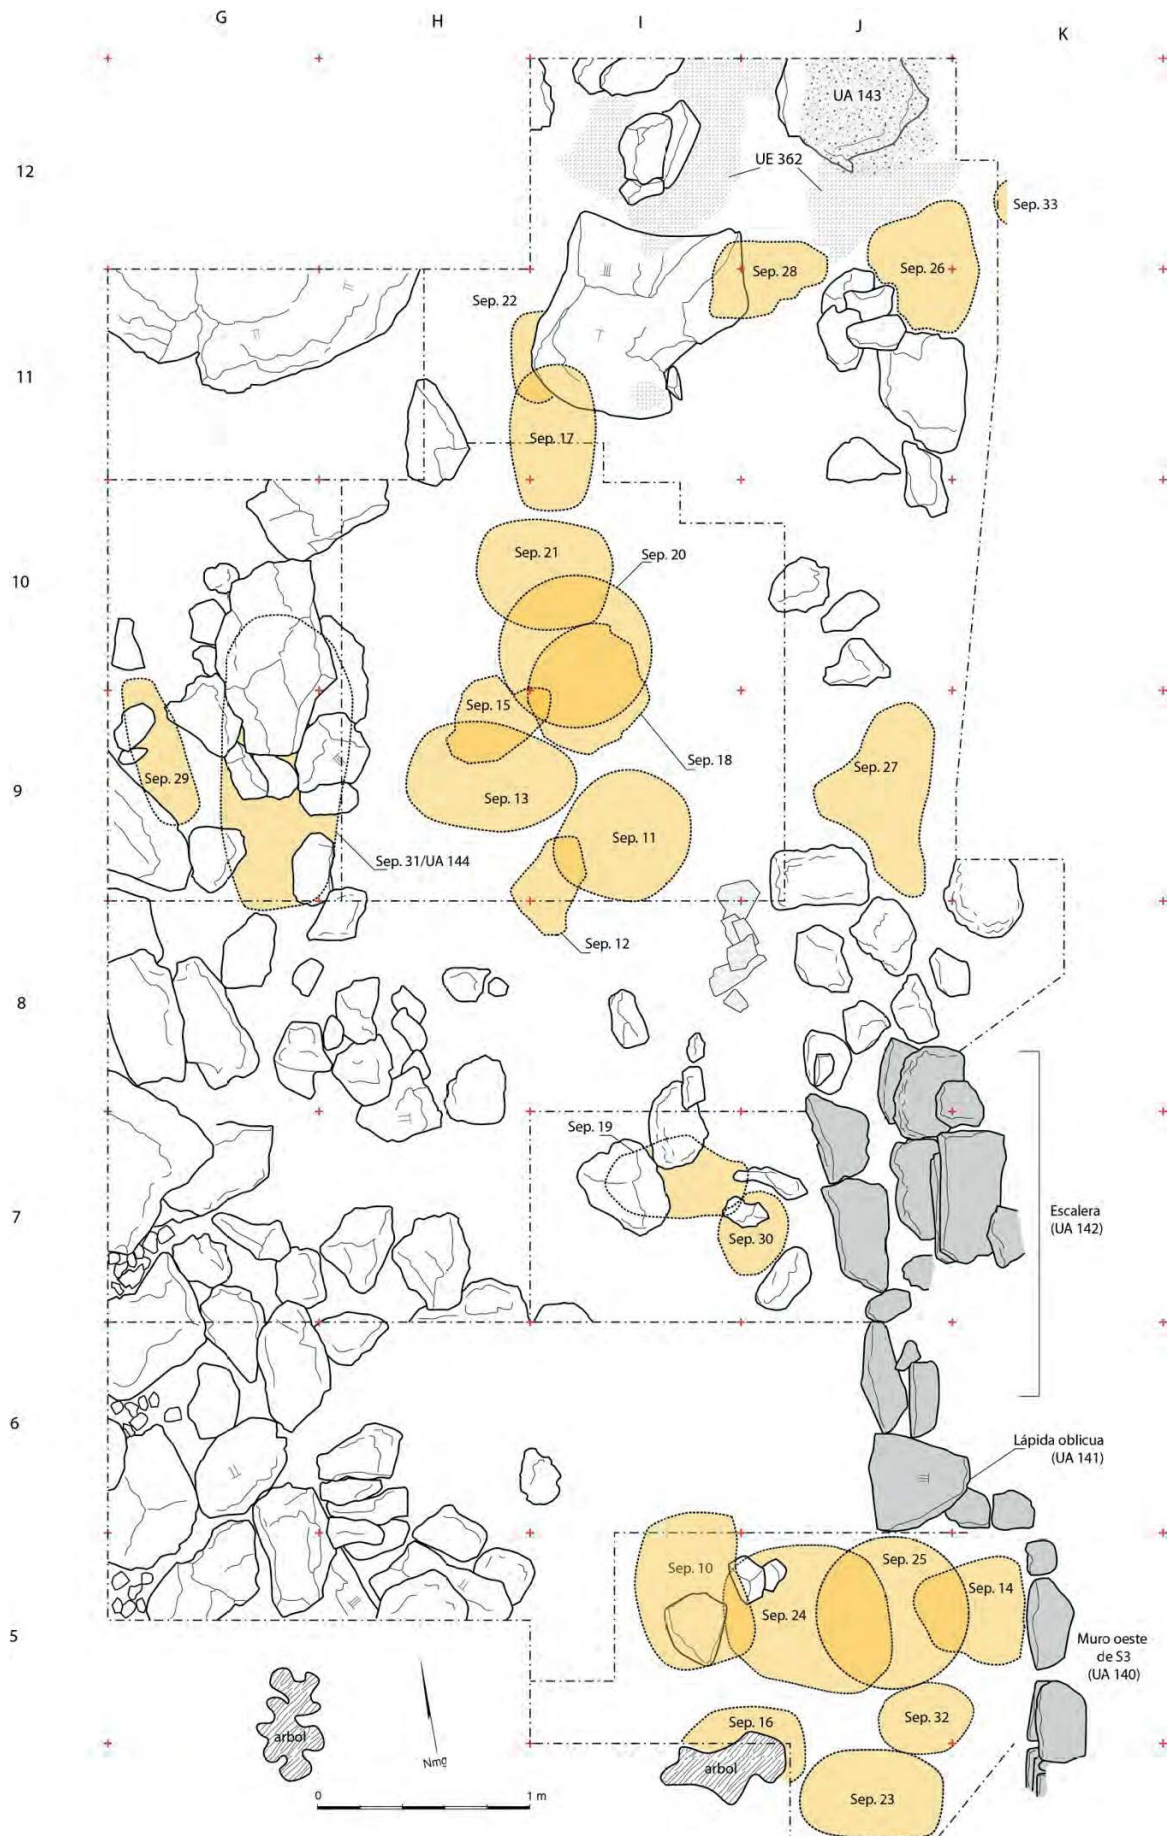 G
H
I
J
K
UA 143
UE 362
12
Sep. 33
Sep. 28
Sep. 26
Sep. 22
11
Sep. 17
Sep. 21
Sep. 20
10
Sep. 15
Sep. 18
Sep. 27
Sep. 29
9
Sep. 13
Sep. 11
Sep. 31/UA 144
Sep. 12
8
Sep. 19
7
Escalera
(UA 142)
Sep. 30
6
Lápida oblicua
(UA 141)
Sep. 10
Sep. 25
Sep. 14
Sep. 24
5
Muro oeste
de S3
(UA 140)
Sep. 16
Sep. 32
arbol
Nmg
arbol
Sep. 23
0
1 m